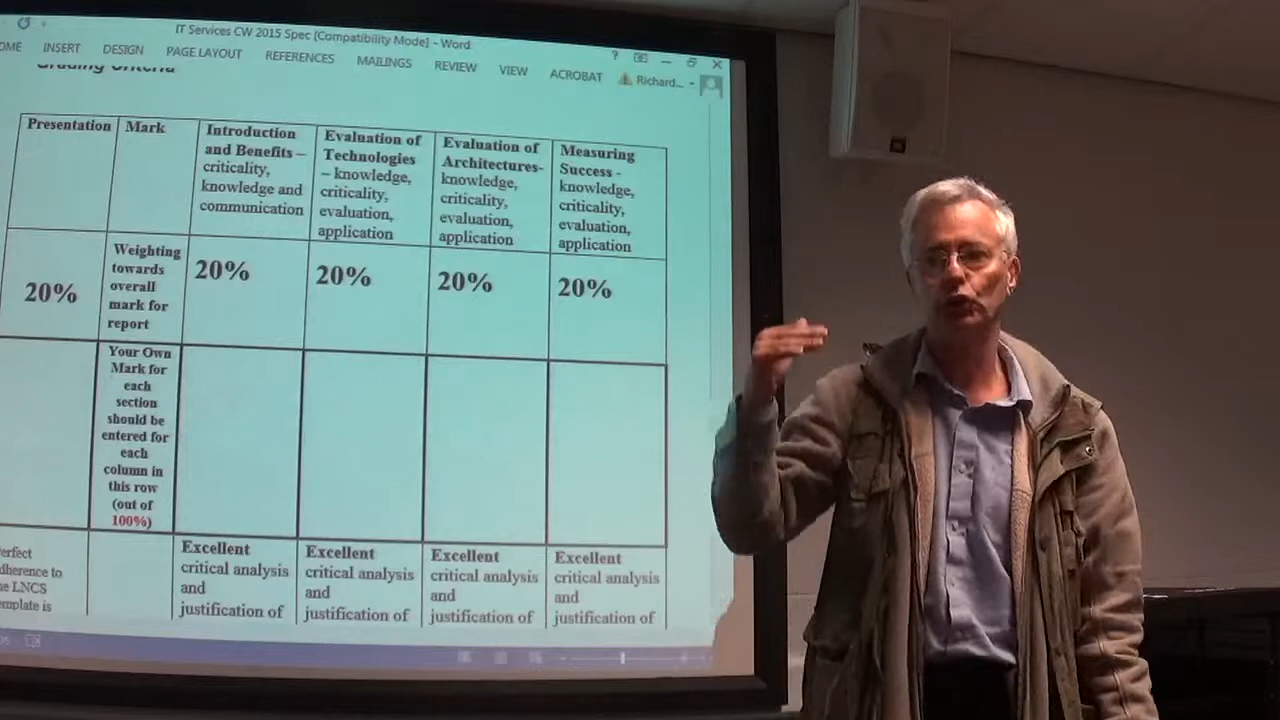 IT Services CW 2015 Spec [Compatibility Mode] - Word
? 
OME INSERT DESIGN PAGE LAYOUT REFERENCES MAILINGS REVIEW VIEW ACROBAT Richard...
Grading Criteria
Presentation
Mark
Introduction
and Benefits –
criticality,
knowledge and
communication
Evaluation of
Technologies
– knowledge,
criticality,
evaluation,
application
Evaluation of
Architectures-
knowledge,
criticality,
evaluation,
application
Measuring
Success -
knowledge,
criticality,
evaluation,
application
20%
Weighting
towards
overall
mark for
report
20%
20%
20%
20%
Your Own
Mark for
each
section
should be
entered for
each
column in
this row
(out of
100%)
erfect
dherence to
he LNCS
emplate is
Excellent
critical analysis
and
justification of
Excellent
critical analysis
and
justification of
Excellent
critical analysis
and
justification of
Excellent
critical analysis
and
justification of